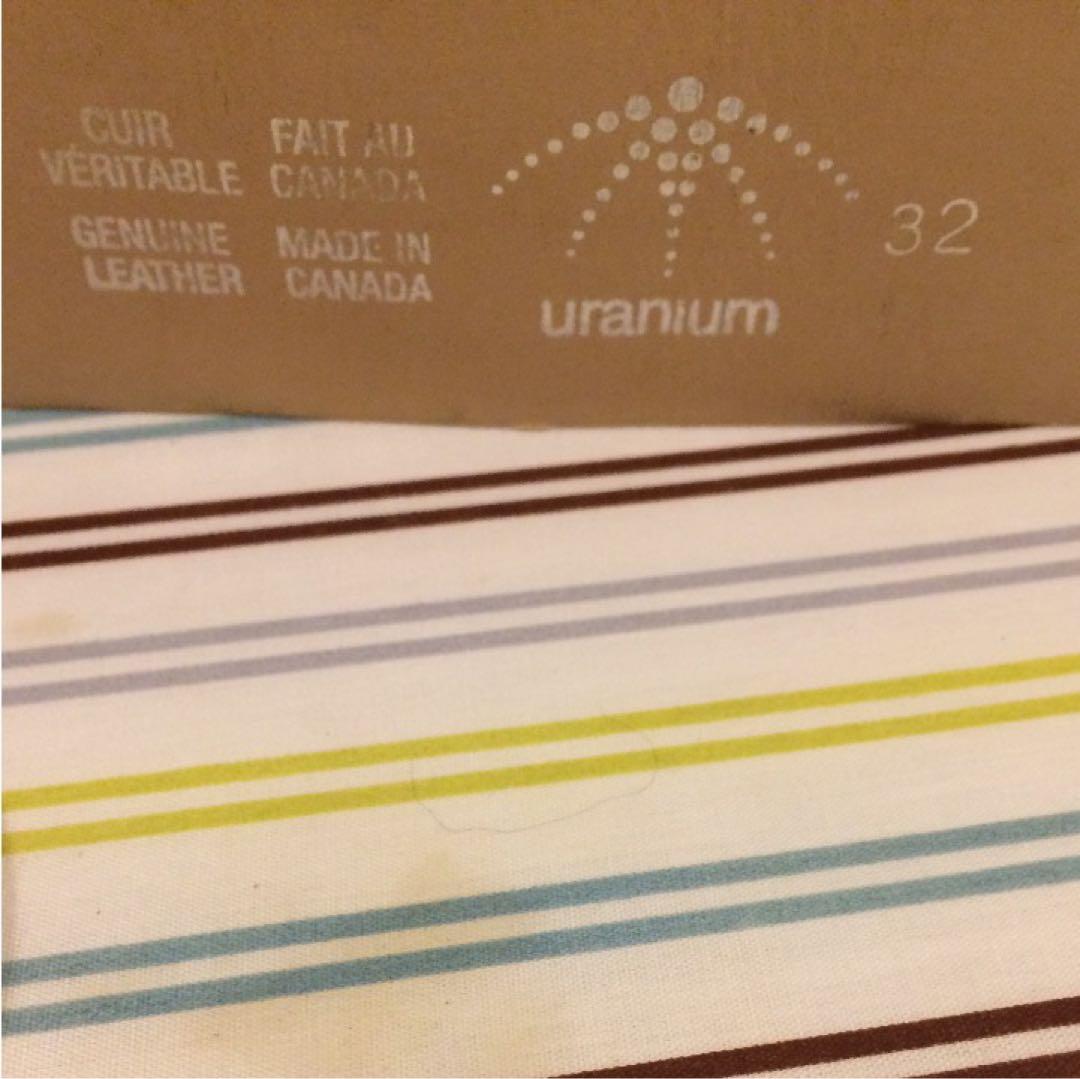 CUIR
VÉRITABLE
GENUINE
LEATHER
FAIT AU
CANADA
MADE IN
CANADA
uranium
32